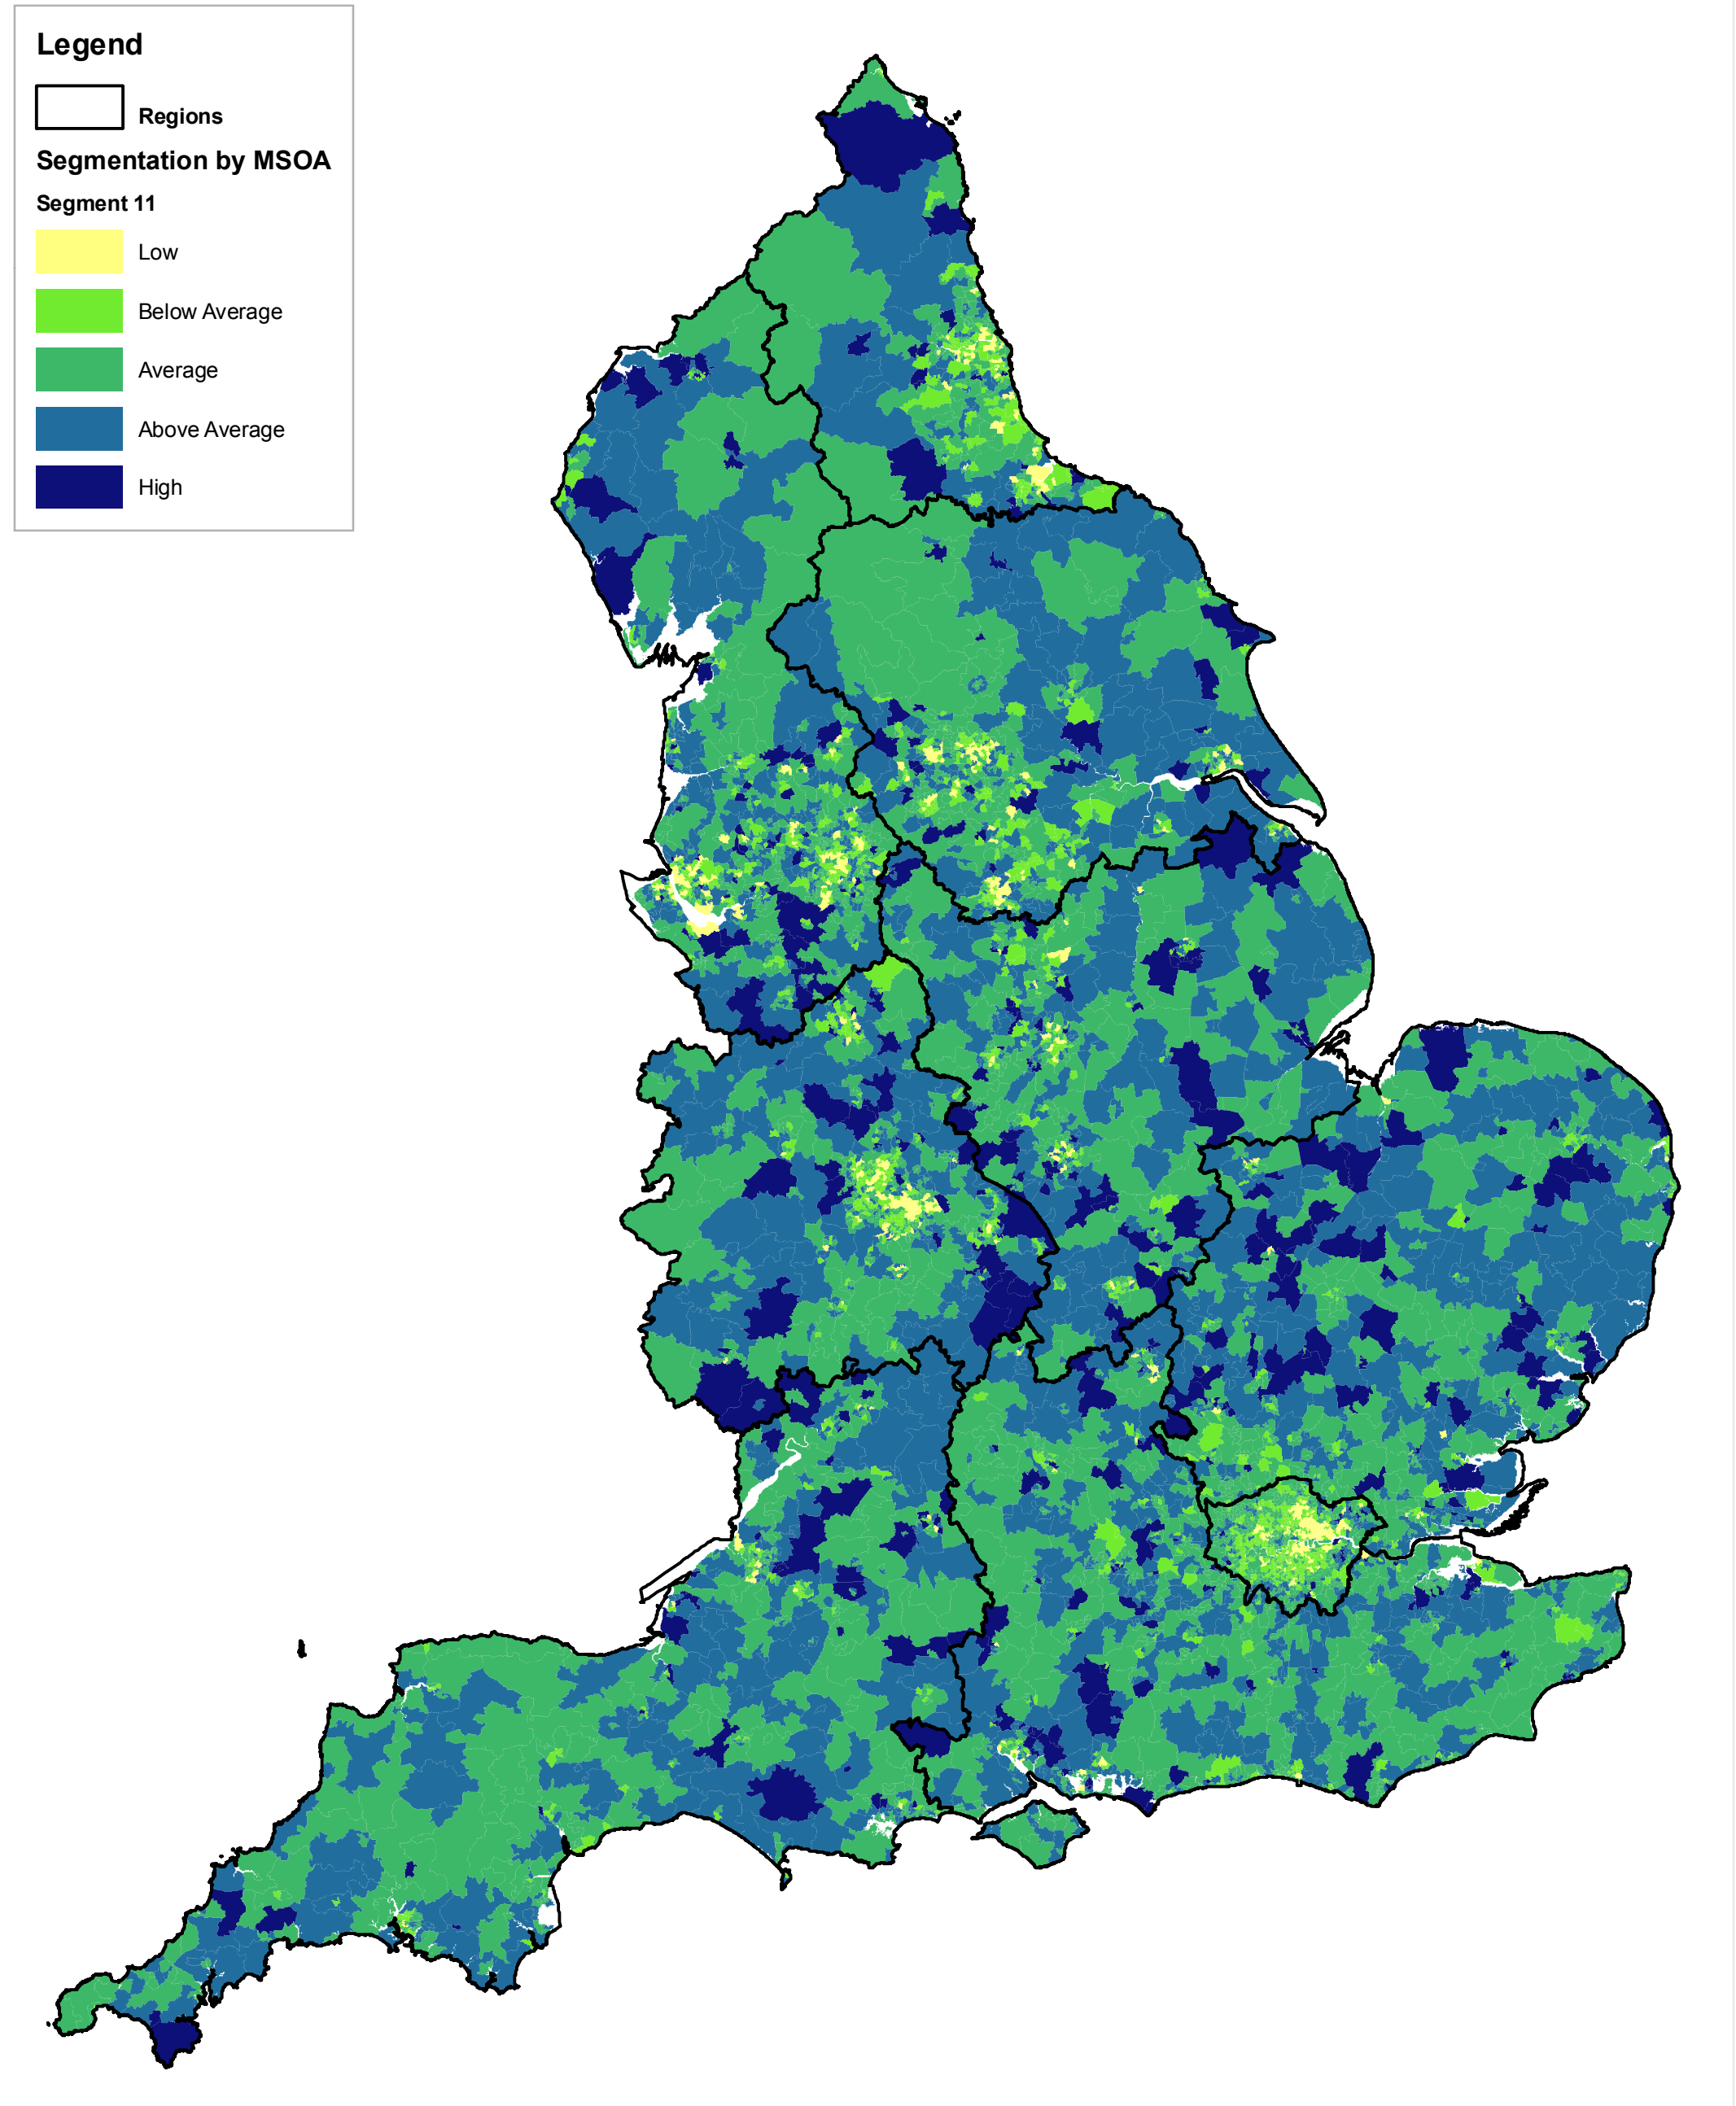 Legend
Regions
Segmentation by MSOA
Segment 11
Low
Below Average
Average
Above Average
High